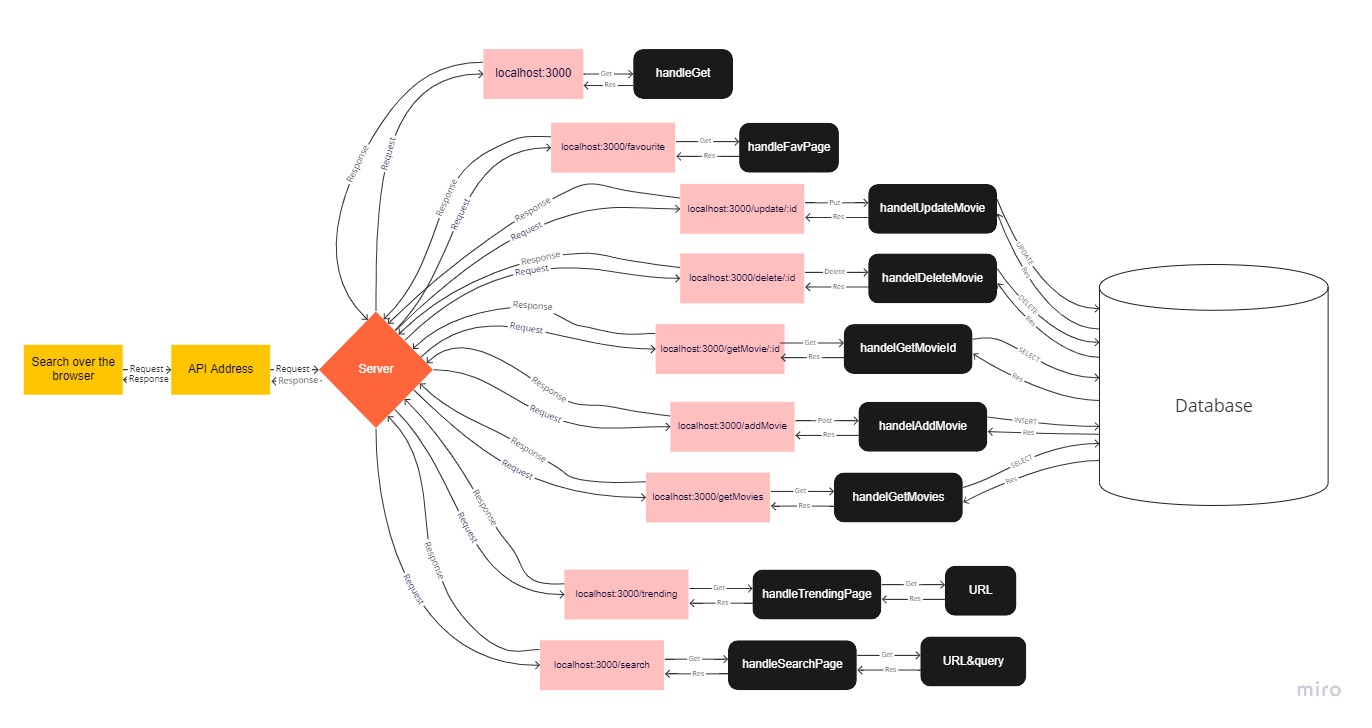 localhost:3000
Get
Res
handleGet
Response
Request
localhost:3000/favourite
Get
Res
handleFavPage
Response
Request
localhost:3000/update/:id
Put
Res
handelUpdateMovie
Response
Request
UPDATE
Res
localhost:3000/delete/:id
Delete
Res
handelDeleteMovie
Response
Request
DELETE
Res
localhost:3000/getMovie/:id
Get
Res
handelGetMovieId
Response
Request
SELECT
Res
Search over the
browser
Request
Response
API Address
Request
Response
Server
localhost:3000/addMovie
Post
Res
handelAddMovie
Response
Request
INSERT
Res
Database
localhost:3000/getMovies
Get
Res
handelGetMovies
Response
Request
SELECT
Res
localhost:3000/trending
Get
Res
handleTrendingPage
Get
Res
URL
Response
Request
localhost:3000/search
Get
Res
handleSearchPage
Get
Res
URL&query
Response
Request
miro